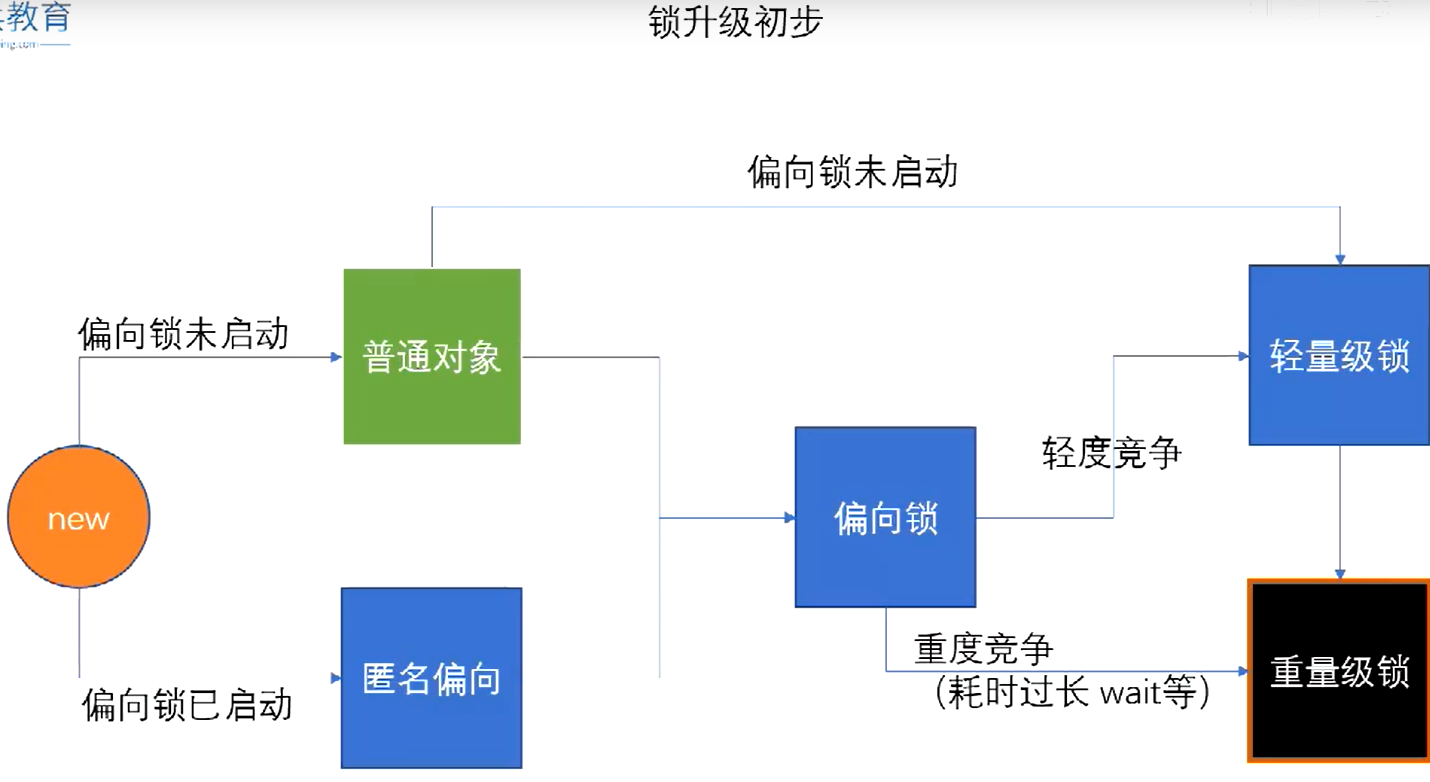 教育
锁升级初步
偏向锁未启动
偏向锁未启动
普通对象
轻量级锁
轻度竞争
new
偏向锁
重度竞争
（耗时过长 wait等）
匿名偏向
重量级锁
偏向锁已启动